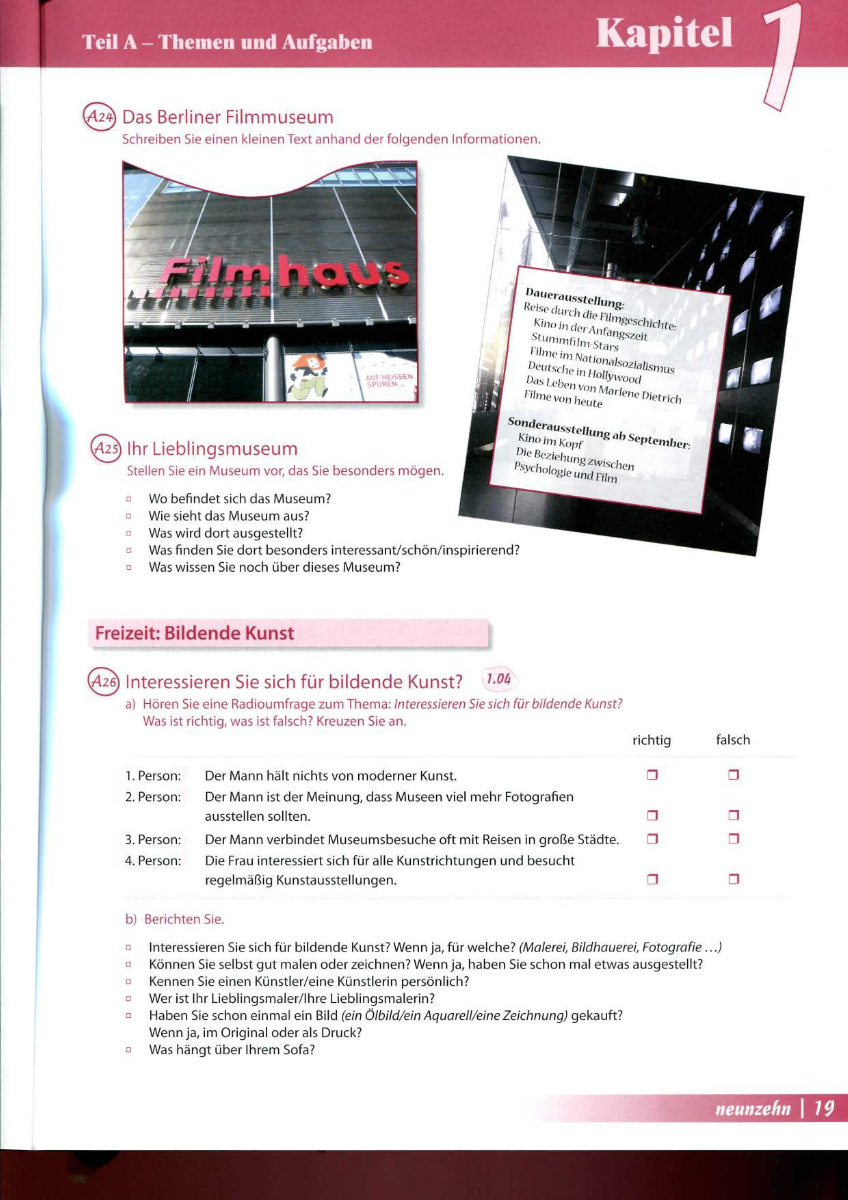 Teil A – Themen und Aufgaben
Kapitel 1
A24 Das Berliner Filmmuseum
Schreiben Sie einen kleinen Text anhand der folgenden Informationen.
Filmhaus
AUF HEISSEN
SPUREN...
Dauerausstellung:
Reise durch die Filmgeschichte:
Kino in der Anfangszeit
Stummfilm-Stars
Filme im Nationalsozialismus
Deutsche in Hollywood
Das Leben von Marlene Dietrich
Filme von heute
Sonderausstellung ab September:
Kino im Kopf
Die Beziehung zwischen
Psychologie und Film
A25 Ihr Lieblingsmuseum
Stellen Sie ein Museum vor, das Sie besonders mögen.
Wo befindet sich das Museum?
Wie sieht das Museum aus?
Was wird dort ausgestellt?
Was finden Sie dort besonders interessant/schön/inspirierend?
Was wissen Sie noch über dieses Museum?
Freizeit: Bildende Kunst
A26 Interessieren Sie sich für bildende Kunst? 1.04
a) Hören Sie eine Radioumfrage zum Thema: Interessieren Sie sich für bildende Kunst?
Was ist richtig, was ist falsch? Kreuzen Sie an.
richtig falsch
1. Person: Der Mann hält nichts von moderner Kunst.
2. Person: Der Mann ist der Meinung, dass Museen viel mehr Fotografien
ausstellen sollten.
3. Person: Der Mann verbindet Museumsbesuche oft mit Reisen in große Städte.
4. Person: Die Frau interessiert sich für alle Kunstrichtungen und besucht
regelmäßig Kunstausstellungen.
b) Berichten Sie.
Interessieren Sie sich für bildende Kunst? Wenn ja, für welche? (Malerei, Bildhauerei, Fotografie ...)
Können Sie selbst gut malen oder zeichnen? Wenn ja, haben Sie schon mal etwas ausgestellt?
Kennen Sie einen Künstler/eine Künstlerin persönlich?
Wer ist Ihr Lieblingsmaler/Ihre Lieblingsmalerin?
Haben Sie schon einmal ein Bild (ein Ölbild/ein Aquarell/eine Zeichnung) gekauft?
Wenn ja, im Original oder als Druck?
Was hängt über Ihrem Sofa?
neunzehn | 19